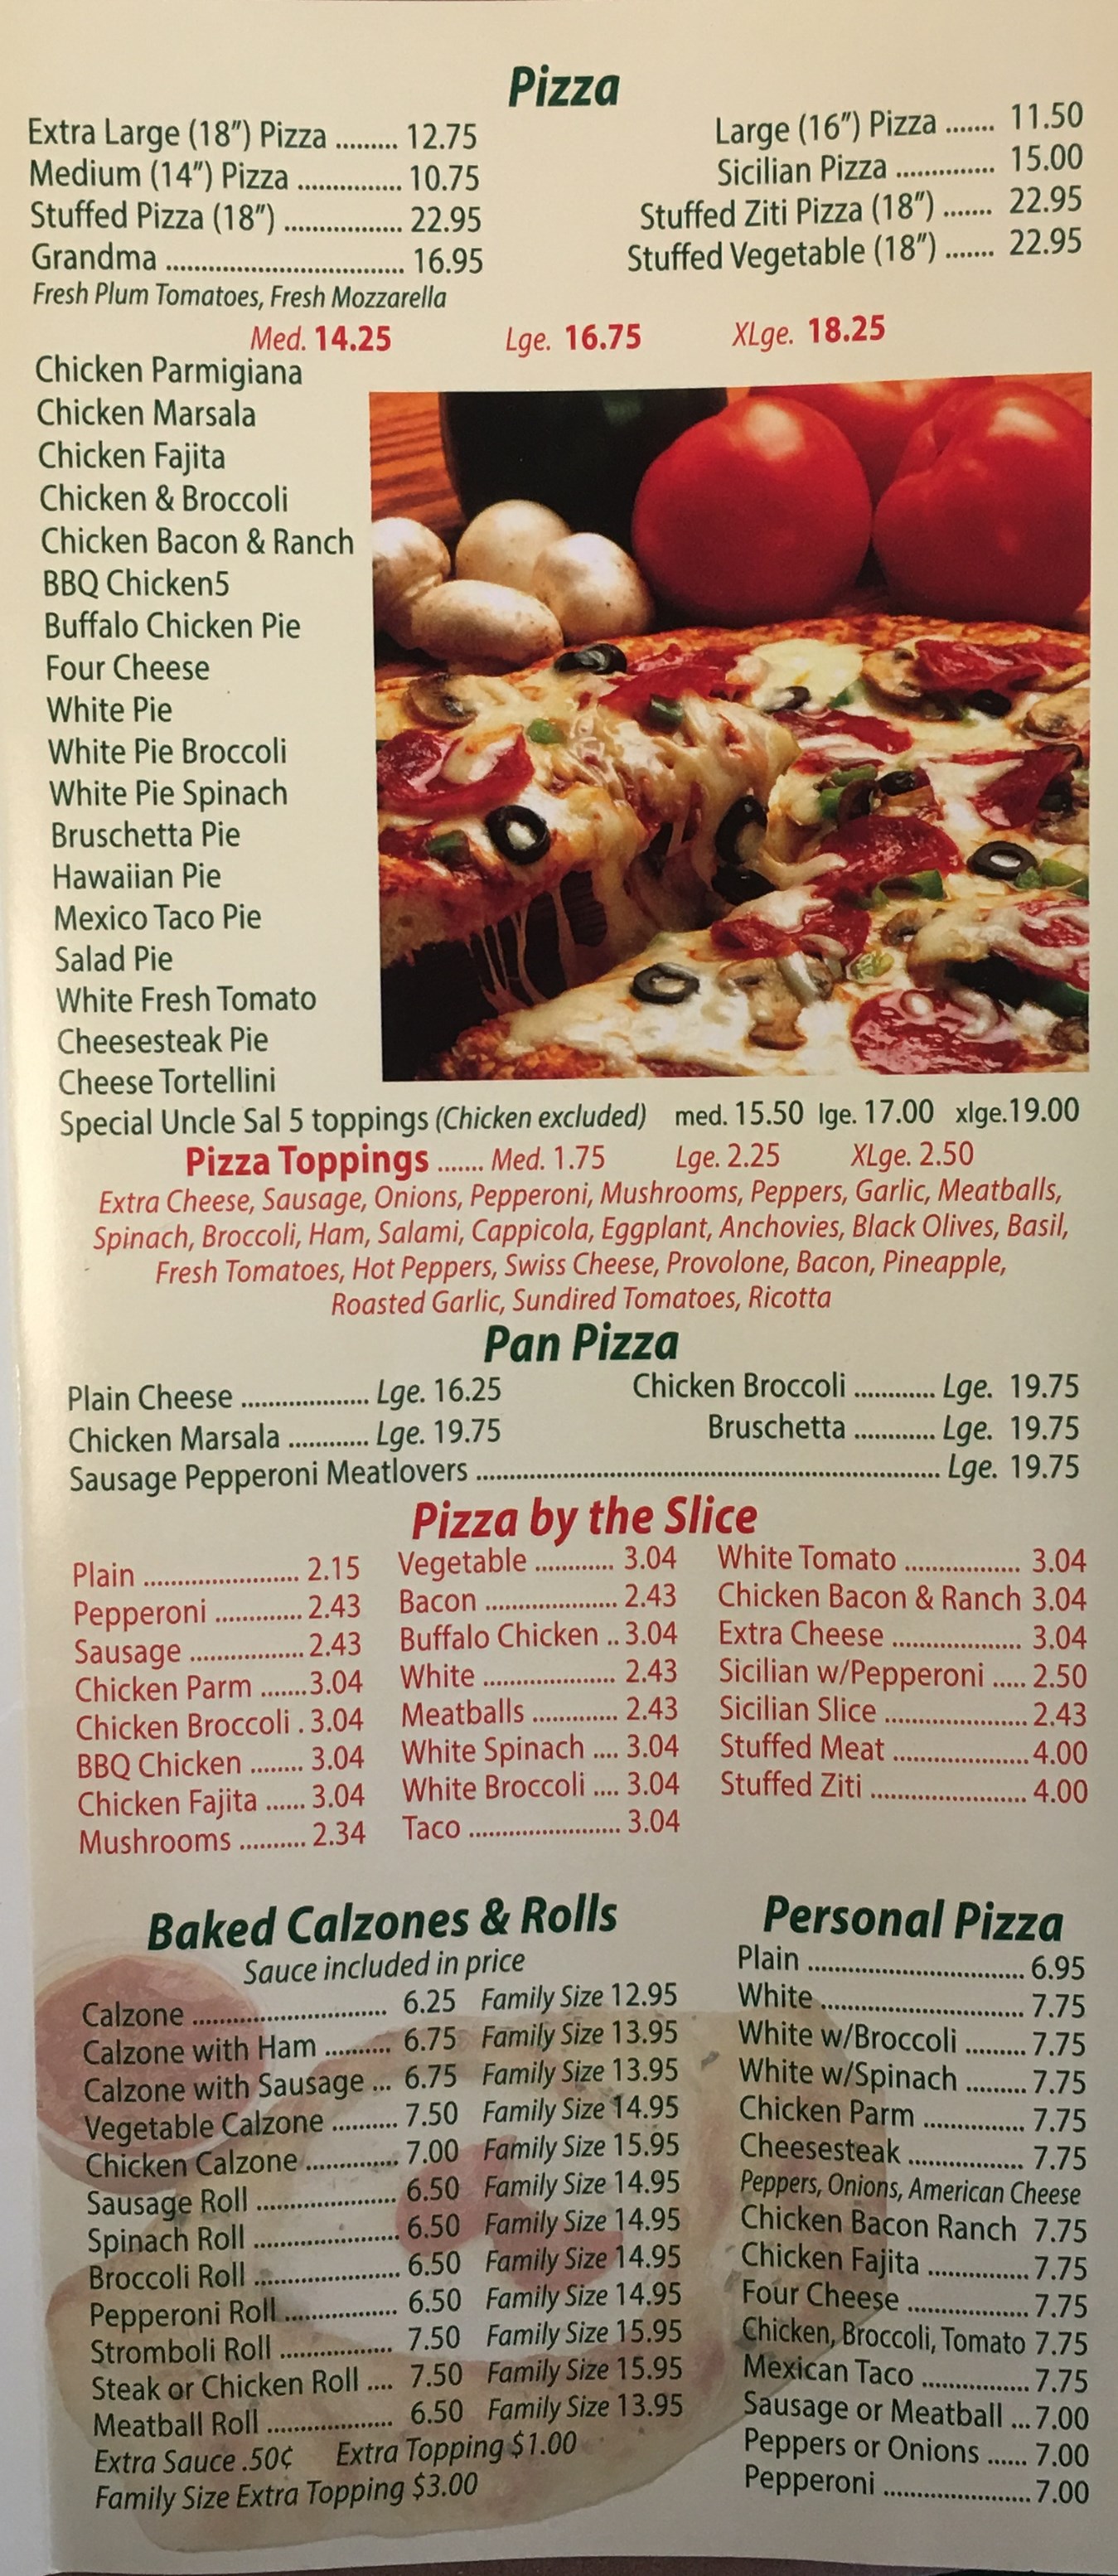 Pizza
Extra Large (18") Pizza ......... 12.75
Medium (14") Pizza ............... 10.75
Stuffed Pizza (18") ................. 22.95
Grandma .................................. 16.95
Fresh Plum Tomatoes, Fresh Mozzarella
Large (16") Pizza ....... 11.50
Sicilian Pizza .............. 15.00
Stuffed Ziti Pizza (18") ....... 22.95
Stuffed Vegetable (18") ....... 22.95
Med. 14.25 Lge. 16.75 XLge. 18.25
Chicken Parmigiana
Chicken Marsala
Chicken Fajita
Chicken & Broccoli
Chicken Bacon & Ranch
BBQ Chicken5
Buffalo Chicken Pie
Four Cheese
White Pie
White Pie Broccoli
White Pie Spinach
Bruschetta Pie
Hawaiian Pie
Mexico Taco Pie
Salad Pie
White Fresh Tomato
Cheesesteak Pie
Cheese Tortellini
Special Uncle Sal 5 toppings (Chicken excluded) med. 15.50 lge. 17.00 xlge.19.00
Pizza Toppings ....... Med. 1.75 Lge. 2.25 XLge. 2.50
Extra Cheese, Sausage, Onions, Pepperoni, Mushrooms, Peppers, Garlic, Meatballs,
Spinach, Broccoli, Ham, Salami, Cappicola, Eggplant, Anchovies, Black Olives, Basil,
Fresh Tomatoes, Hot Peppers, Swiss Cheese, Provolone, Bacon, Pineapple,
Roasted Garlic, Sundired Tomatoes, Ricotta
Pan Pizza
Plain Cheese ................... Lge. 16.25
Chicken Marsala ............ Lge. 19.75
Chicken Broccoli ............ Lge. 19.75
Bruschetta ............ Lge. 19.75
Sausage Pepperoni Meatlovers ...................................................................... Lge. 19.75
Pizza by the Slice
Plain ........................ 2.15
Pepperoni ............. 2.43
Sausage ................. 2.43
Chicken Parm ....... 3.04
Chicken Broccoli . 3.04
BBQ Chicken ........ 3.04
Chicken Fajita ...... 3.04
Mushrooms .......... 2.34
Vegetable ............ 3.04
Bacon .................... 2.43
Buffalo Chicken .. 3.04
White .................... 2.43
Meatballs ............. 2.43
White Spinach .... 3.04
White Broccoli .... 3.04
Taco ....................... 3.04
White Tomato .................. 3.04
Chicken Bacon & Ranch 3.04
Extra Cheese .................... 3.04
Sicilian w/Pepperoni ..... 2.50
Sicilian Slice ...................... 2.43
Stuffed Meat ..................... 4.00
Stuffed Ziti ........................ 4.00
Baked Calzones & Rolls
Sauce included in price
Calzone ............................. 6.25 Family Size 12.95
Calzone with Ham .......... 6.75 Family Size 13.95
Calzone with Sausage ... 6.75 Family Size 13.95
Vegetable Calzone .......... 7.50 Family Size 14.95
Chicken Calzone .............. 7.00 Family Size 15.95
Sausage Roll ..................... 6.50 Family Size 14.95
Spinach Roll ...................... 6.50 Family Size 14.95
Broccoli Roll ...................... 6.50 Family Size 14.95
Pepperoni Roll ................. 6.50 Family Size 14.95
Stromboli Roll ................. 7.50 Family Size 15.95
Steak or Chicken Roll .... 7.50 Family Size 15.95
Meatball Roll ................... 6.50 Family Size 13.95
Extra Sauce .50¢ Extra Topping $1.00
Family Size Extra Topping $3.00
Personal Pizza
Plain ................................ 6.95
White .............................. 7.75
White w/Broccoli ......... 7.75
White w/Spinach ......... 7.75
Chicken Parm ............... 7.75
Cheesesteak ................. 7.75
Peppers, Onions, American Cheese
Chicken Bacon Ranch 7.75
Chicken Fajita ............... 7.75
Four Cheese .................. 7.75
Chicken, Broccoli, Tomato 7.75
Mexican Taco ................ 7.75
Sausage or Meatball ... 7.00
Peppers or Onions ...... 7.00
Pepperoni ...................... 7.00